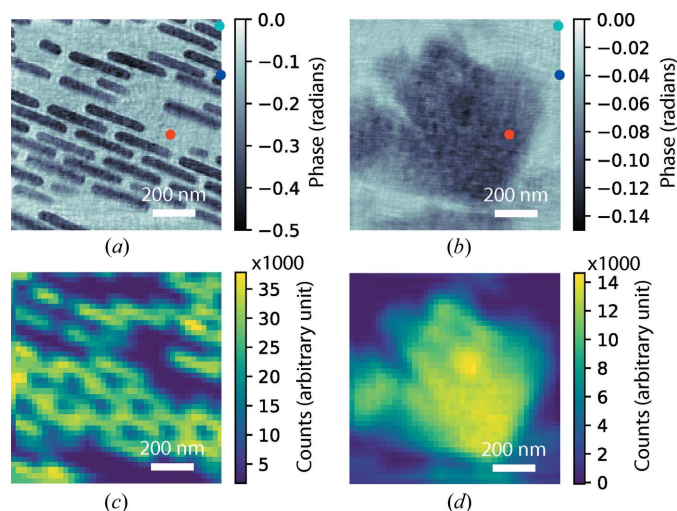 0.0
−0.1
−0.2
−0.3
−0.4
−0.5
Phase (radians)
200 nm
(a)
0.00
−0.02
−0.04
−0.06
−0.08
−0.10
−0.12
−0.14
Phase (radians)
200 nm
(b)
x1000
35
30
25
20
15
10
5
Counts (arbitrary unit)
200 nm
(c)
x1000
14
12
10
8
6
4
2
0
Counts (arbitrary unit)
200 nm
(d)